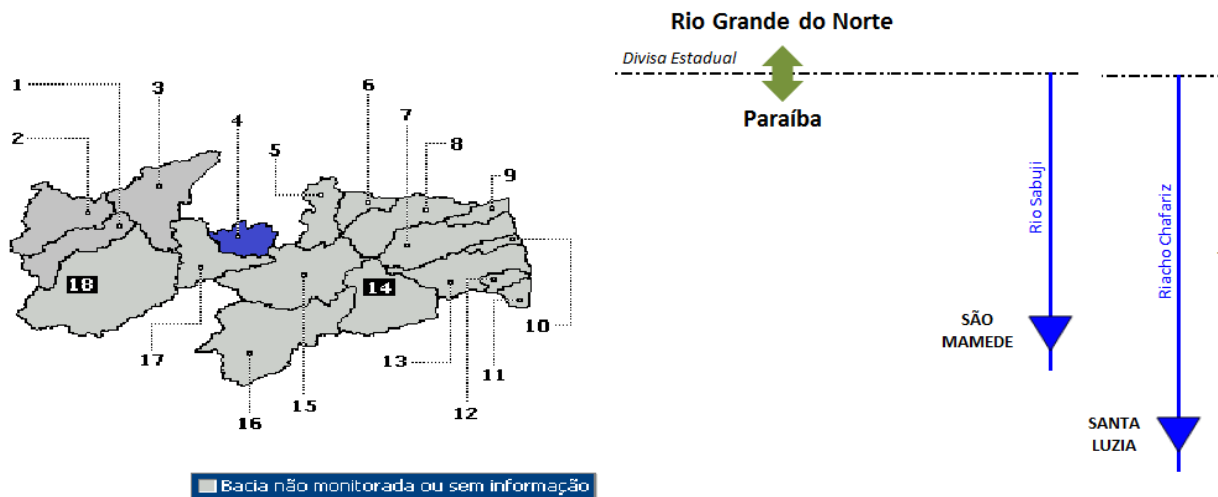 1
2
3
4
5
6
7
8
9
10
11
12
13
14
15
16
17
18
Bacia não monitorada ou sem informação
Rio Grande do Norte
Divisa Estadual
Paraíba
Rio Sabuji
Riacho Chafariz
SÃO
MAMEDE
SANTA
LUZIA